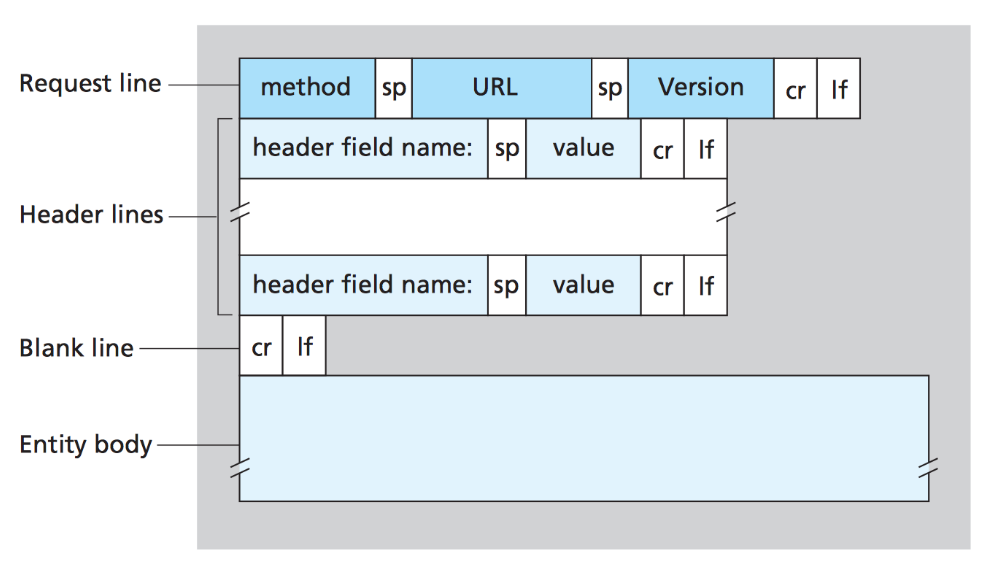 Request line method sp URL sp Version cr lf
header field name: sp value cr lf
Header lines
header field name: sp value cr lf
Blank line cr lf
Entity body